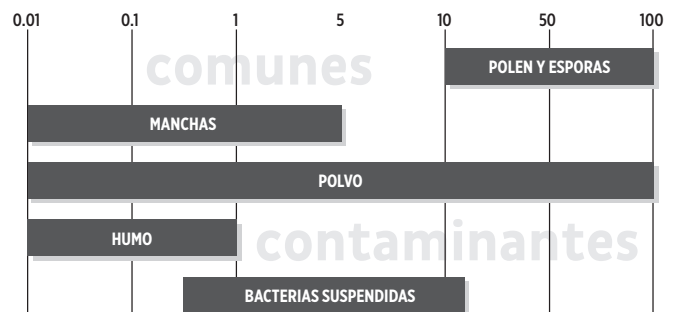 0.01 0.1 1 5 10 50 100
comunes
POLEN Y ESPORAS
MANCHAS
POLVO
HUMO
contaminantes
BACTERIAS SUSPENDIDAS